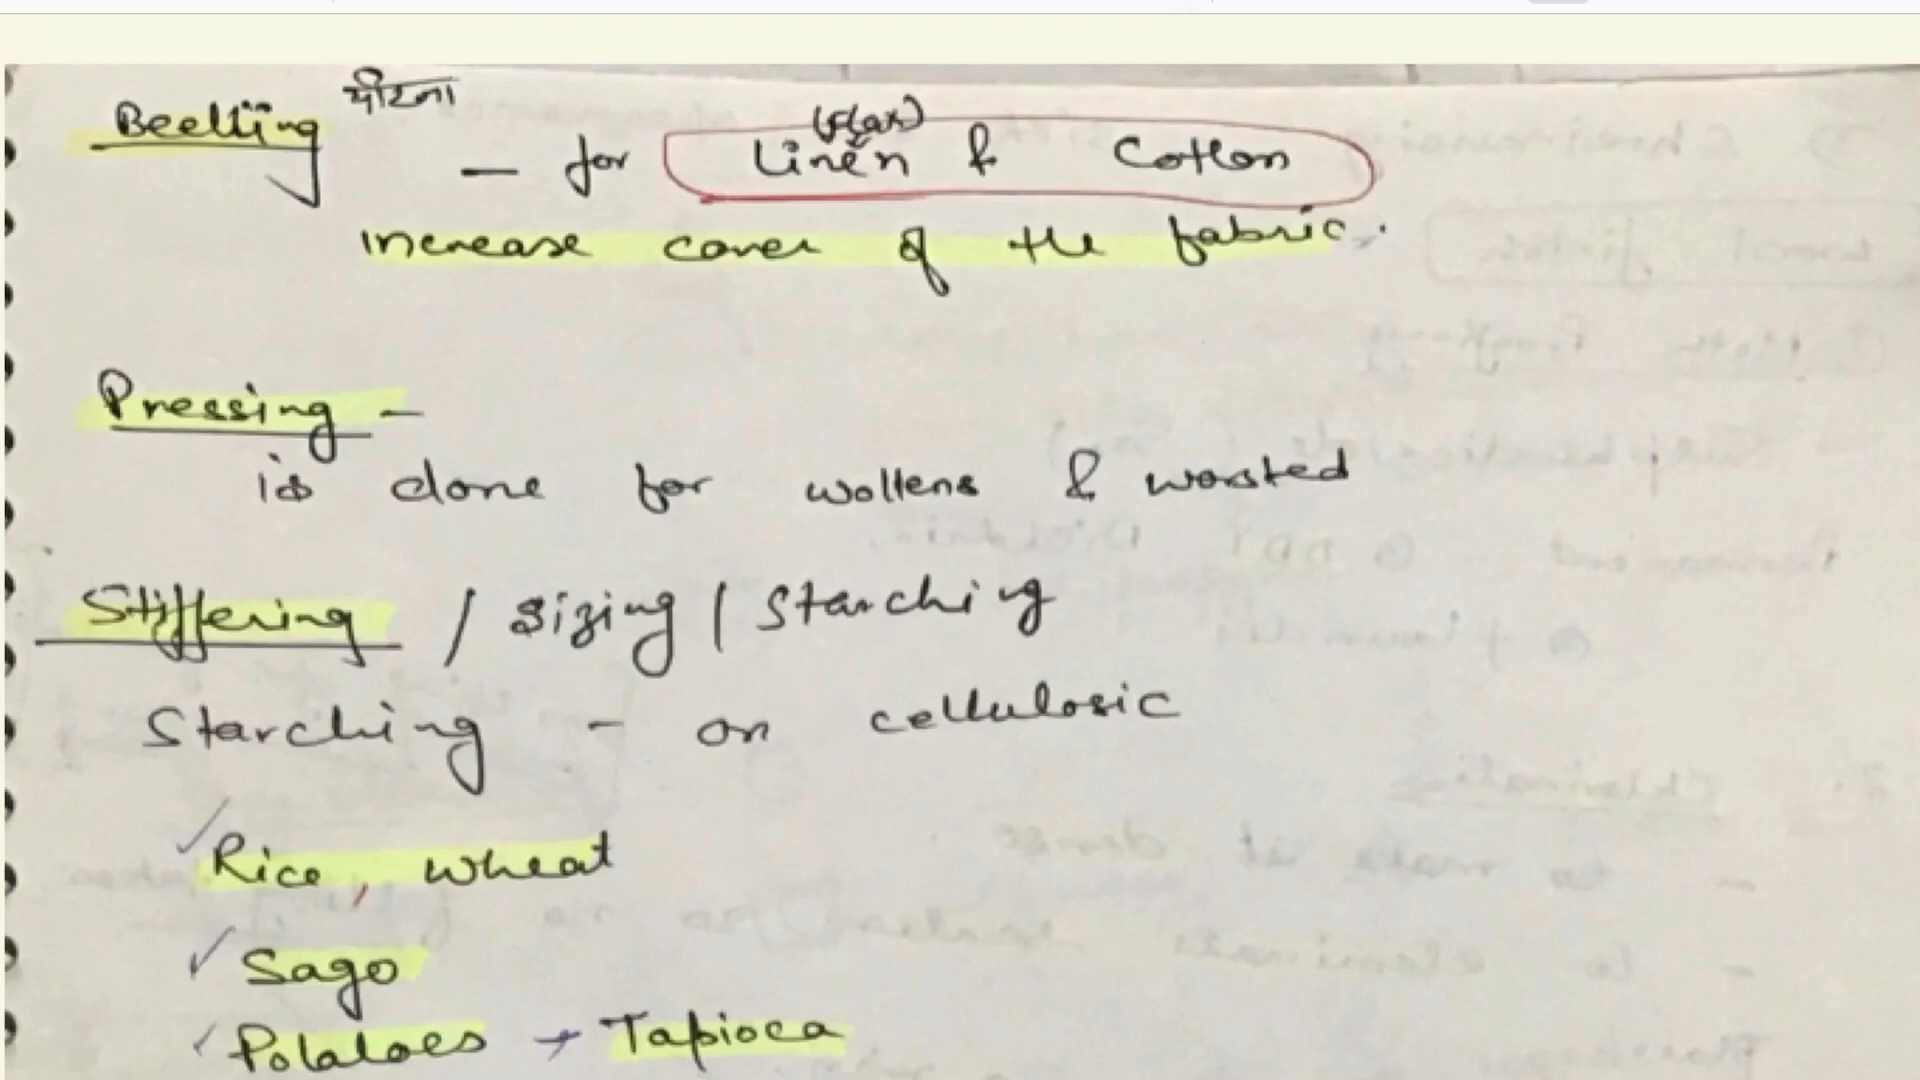 Beetling पीटना
(Flax)
– for Linen & Cotton
increase cover of the fabric.
Pressing –
is done for wollens & worsted
Stiffering / Sizing / Starching
Starching – on cellulosic
✓ Rice, wheat
✓ Sago
✓ Potatoes + Tapioca